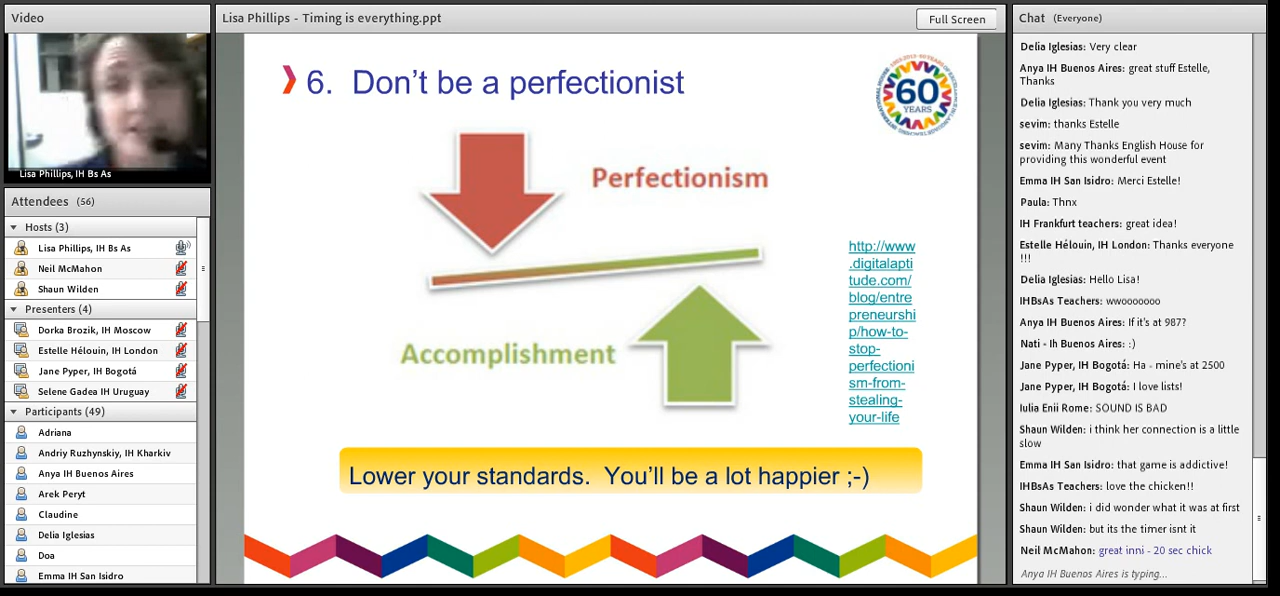 Video
Lisa Phillips, IH Bs As
Attendees (56)
Hosts (3)
Lisa Phillips, IH Bs As
Neil McMahon
Shaun Wilden
Presenters (4)
Dorka Brozik, IH Moscow
Estelle Hélouin, IH London
Jane Pyper, IH Bogotá
Selene Gadea IH Uruguay
Participants (49)
Adriana
Andriy Ruzhynskiy, IH Kharkiv
Anya IH Buenos Aires
Arek Peryt
Claudine
Delia Iglesias
Doa
Emma IH San Isidro
Lisa Phillips - Timing is everything.ppt
Full Screen
6. Don't be a perfectionist
60
YEARS
Perfectionism
Accomplishment
http://www
.digitalapti
tude.com/
blog/entre
preneurshi
p/how-to-
stop-
perfectioni
sm-from-
stealing-
your-life
Lower your standards. You'll be a lot happier ;-)
Chat (Everyone)
Delia Iglesias: Very clear
Anya IH Buenos Aires: great stuff Estelle,
Thanks
Delia Iglesias: Thank you very much
sevim: thanks Estelle
sevim: Many Thanks English House for
providing this wonderful event
Emma IH San Isidro: Merci Estelle!
Paula: Thnx
IH Frankfurt teachers: great idea!
Estelle Hélouin, IH London: Thanks everyone
!!!
Delia Iglesias: Hello Lisa!
IHBsAs Teachers: wwooooooo
Anya IH Buenos Aires: If it's at 987?
Nati - Ih Buenos Aires: :)
Jane Pyper, IH Bogotá: Ha - mine's at 2500
Jane Pyper, IH Bogotá: I love lists!
Iulia Enii Rome: SOUND IS BAD
Shaun Wilden: i think her connection is a little
slow
Emma IH San Isidro: that game is addictive!
IHBsAs Teachers: love the chicken!!
Shaun Wilden: i did wonder what it was at first
Shaun Wilden: but its the timer isnt it
Neil McMahon: great inni - 20 sec chick
Anya IH Buenos Aires is typing...